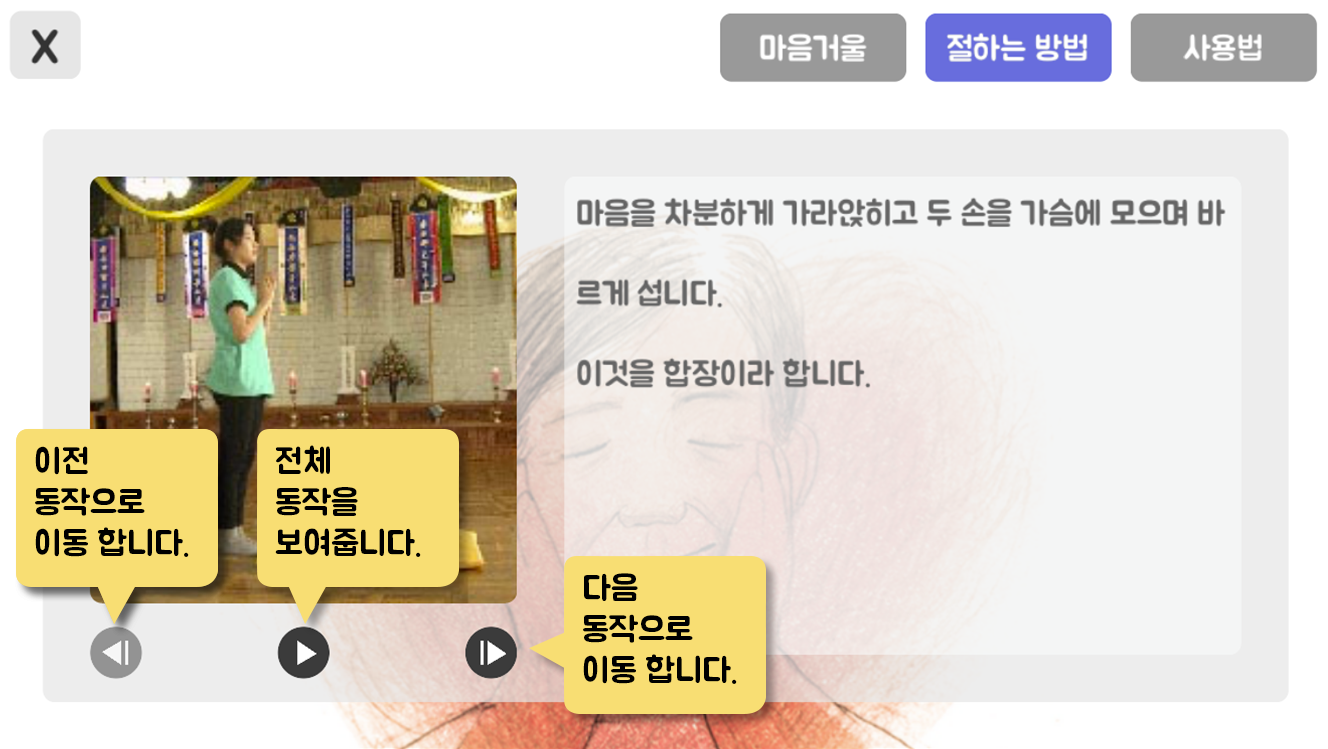 X
마음거울
절하는 방법
사용법
마음을 차분하게 가라앉히고 두 손을 가슴에 모으며 바
르게 섭니다.
이것을 합장이라 합니다.
이전
동작으로
이동 합니다.
전체
동작을
보여줍니다.
다음
동작으로
이동 합니다.